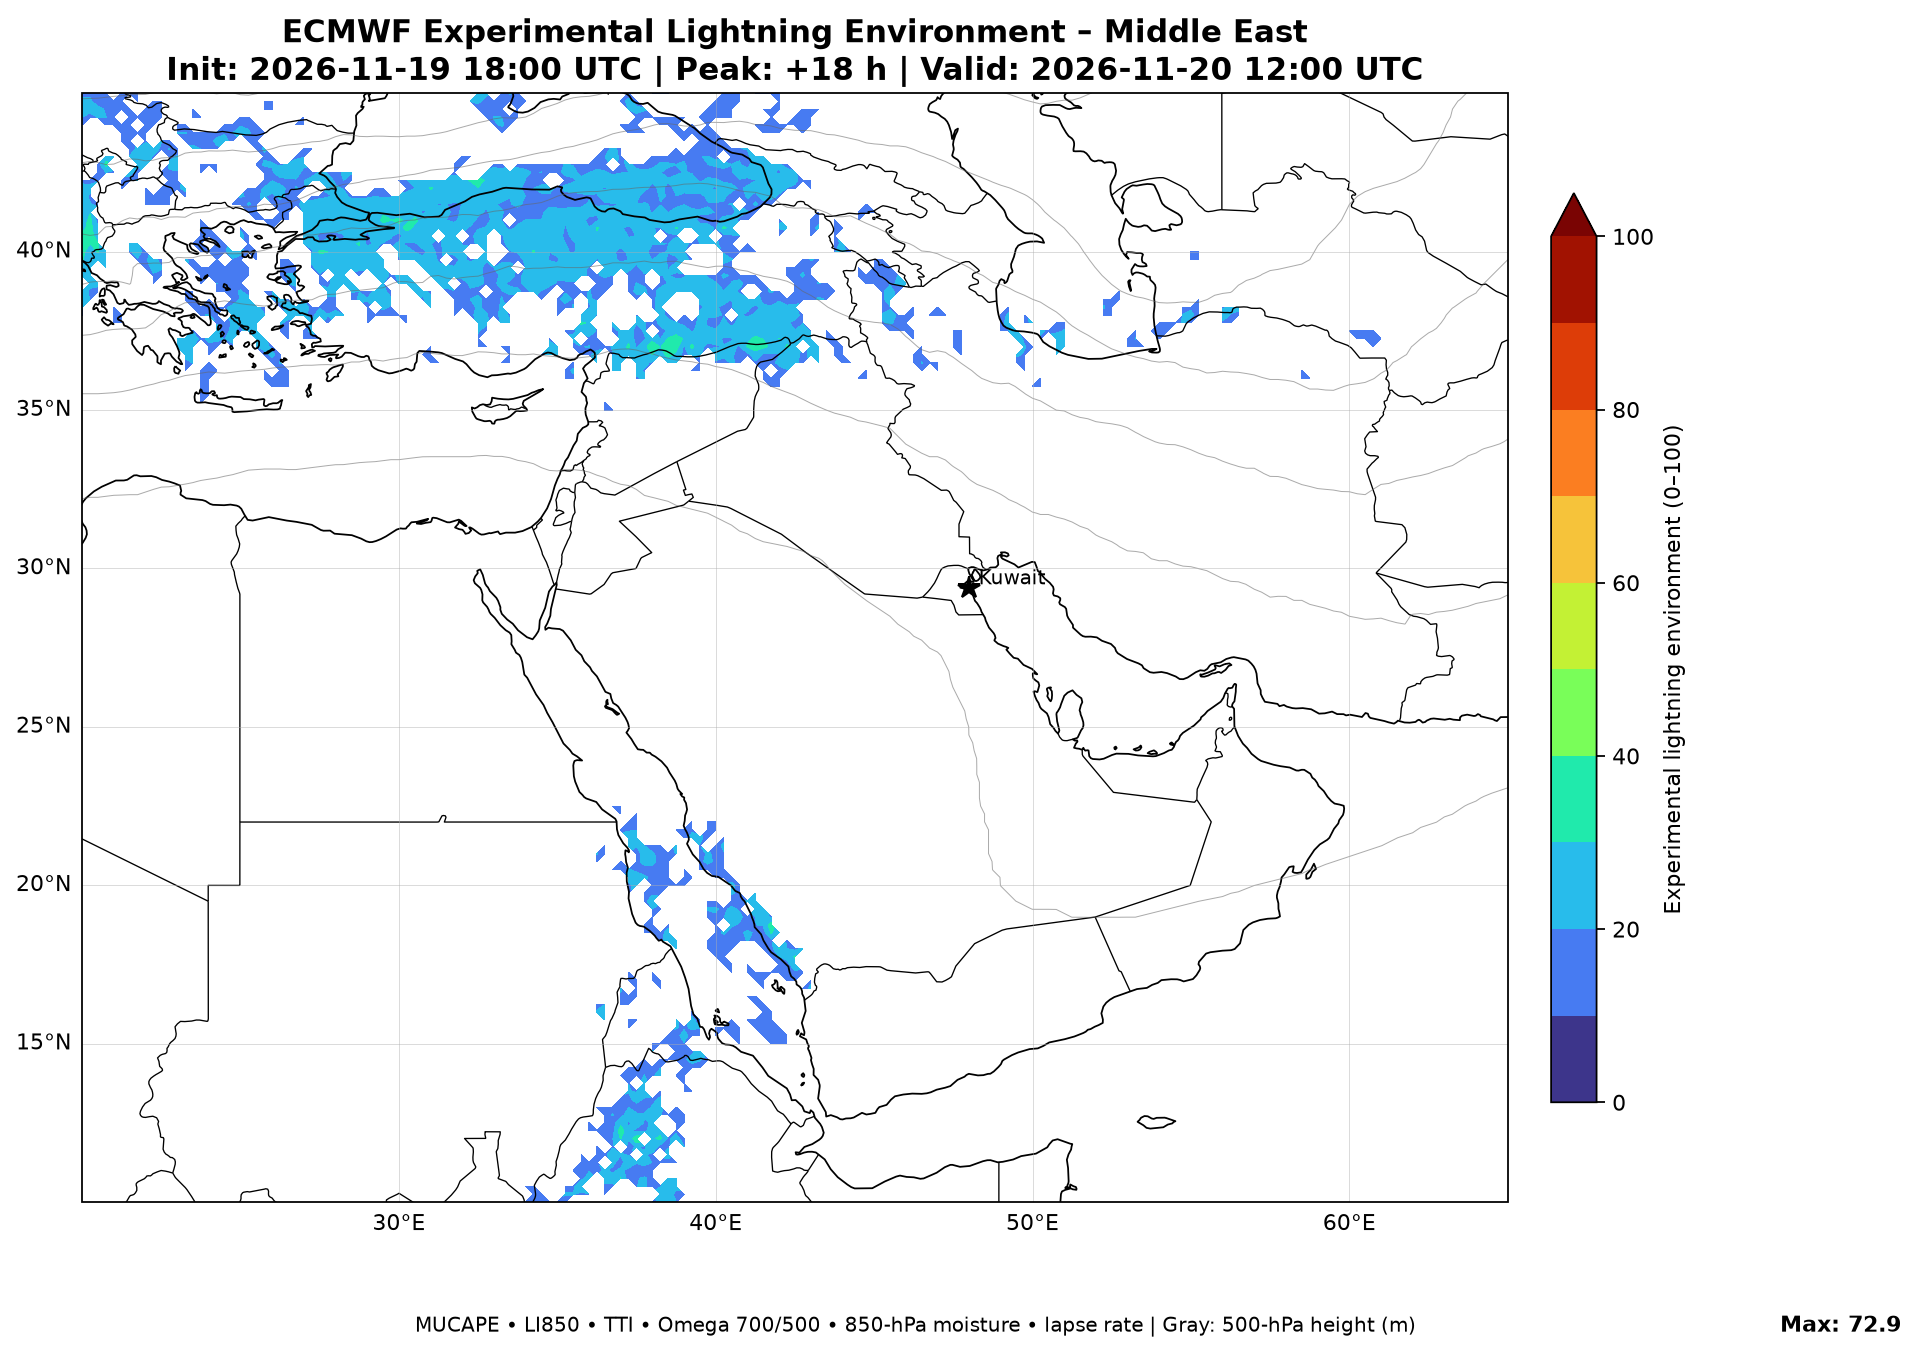 ECMWF Experimental Lightning Environment – Middle East
Init: 2026-11-19 18:00 UTC | Peak: +18 h | Valid: 2026-11-20 12:00 UTC
40°N
35°N
30°N
25°N
20°N
15°N
Kuwait
30°E
40°E
50°E
60°E
100
80
60
40
20
0
Experimental lightning environment (0–100)
MUCAPE • LI850 • TTI • Omega 700/500 • 850-hPa moisture • lapse rate | Gray: 500-hPa height (m)
Max: 72.9